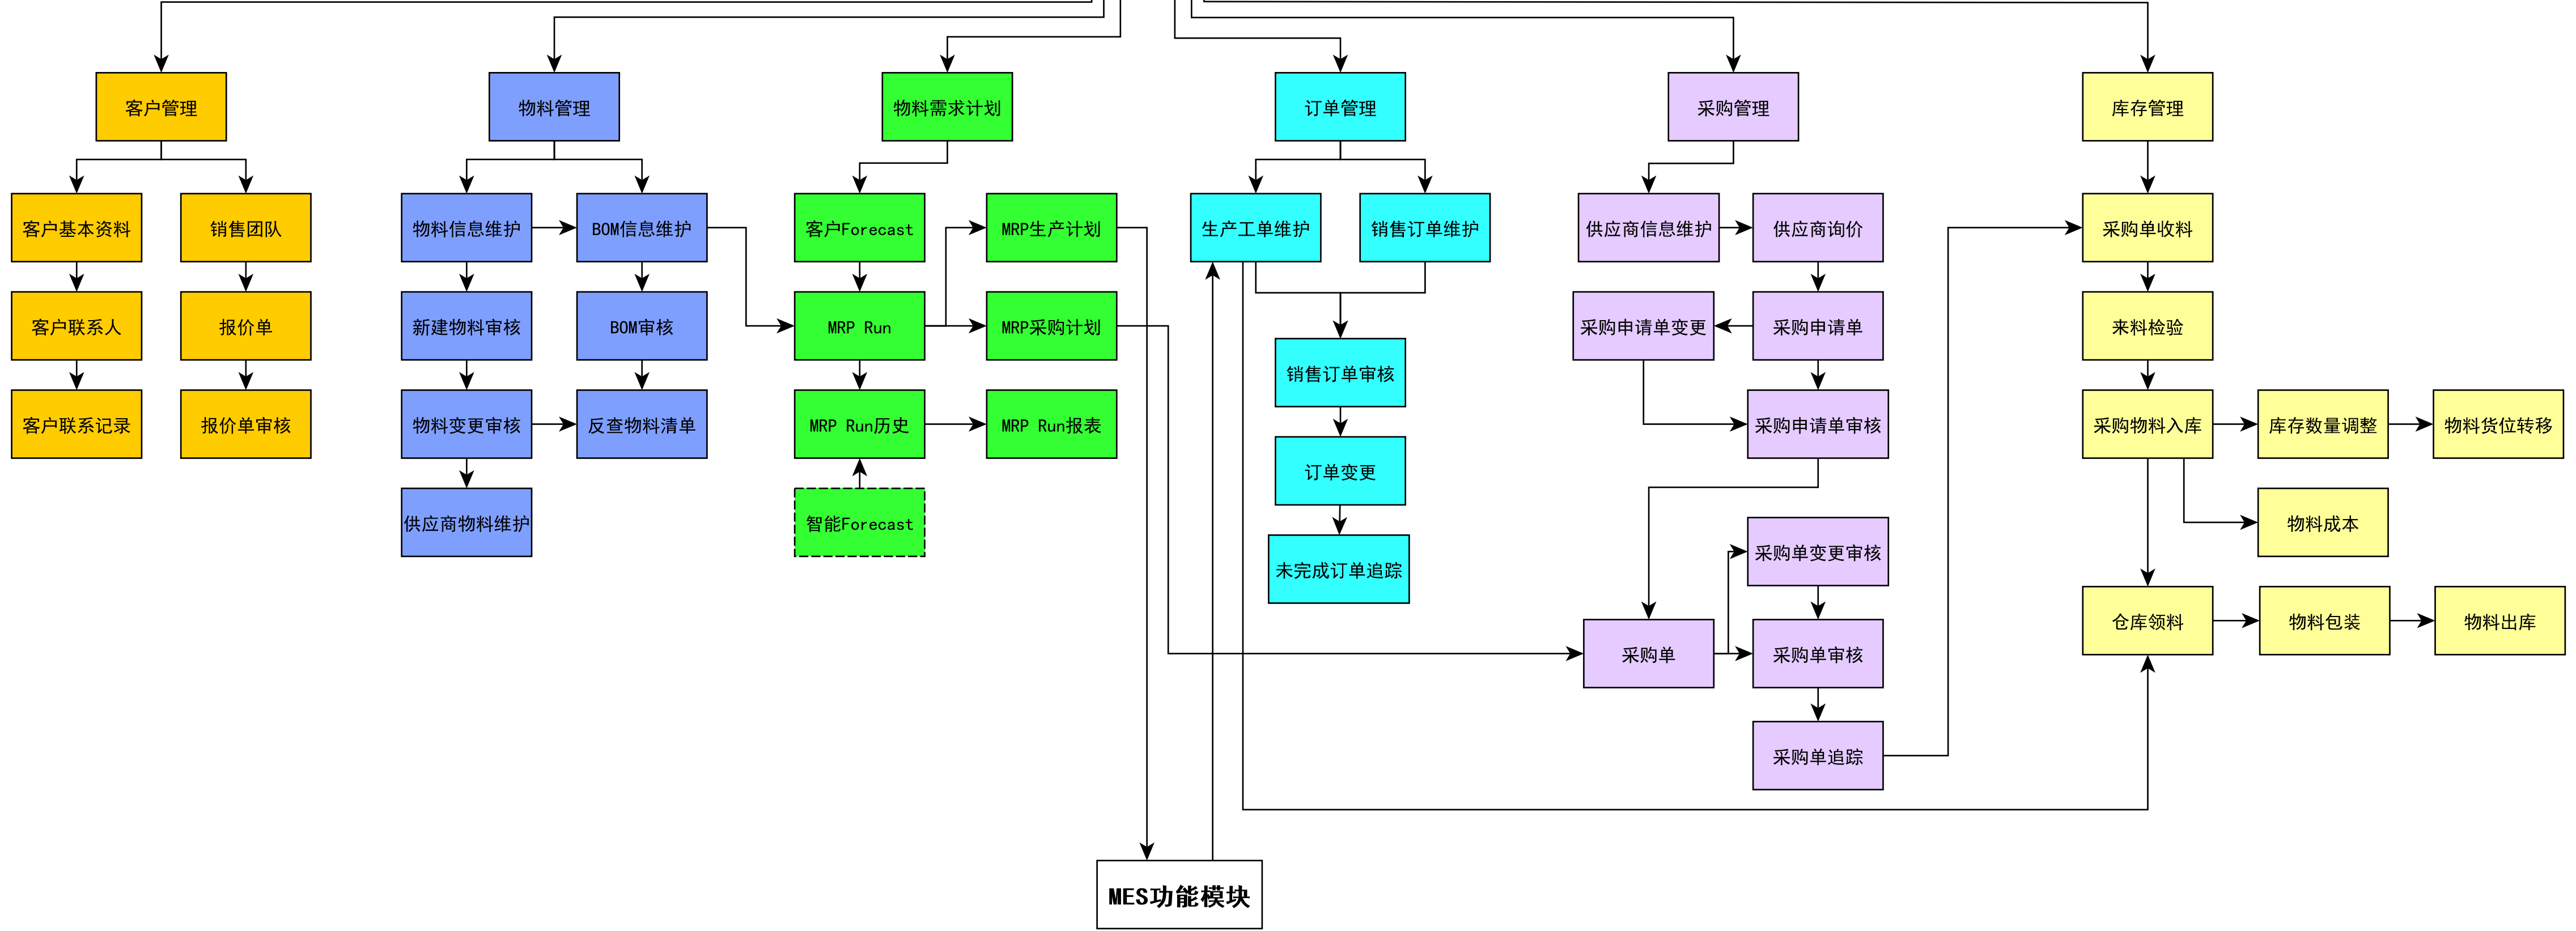 客户管理
物料管理
物料需求计划
订单管理
采购管理
库存管理
客户基本资料
销售团队
物料信息维护
BOM信息维护
客户Forecast
MRP生产计划
生产工单维护
销售订单维护
供应商信息维护
供应商询价
采购单收料
客户联系人
报价单
新建物料审核
BOM审核
MRP Run
MRP采购计划
采购申请单变更
采购申请单
来料检验
销售订单审核
客户联系记录
报价单审核
物料变更审核
反查物料清单
MRP Run历史
MRP Run报表
采购申请单审核
采购物料入库
库存数量调整
物料货位转移
订单变更
供应商物料维护
智能Forecast
物料成本
采购单变更审核
未完成订单追踪
仓库领料
物料包装
物料出库
采购单
采购单审核
采购单追踪
MES功能模块